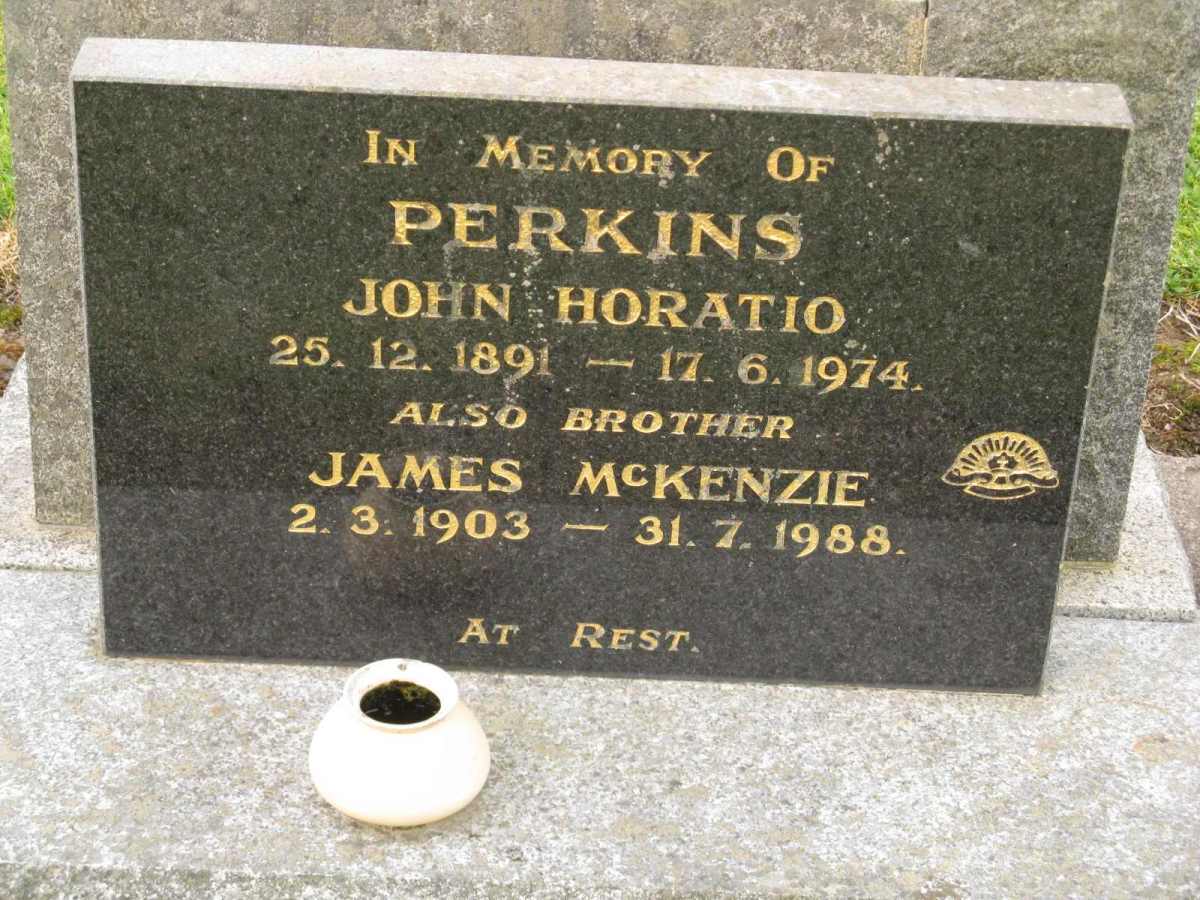 In Memory Of
PERKINS
JOHN HORATIO
25. 12. 1891 — 17. 6. 1974.
ALSO BROTHER
JAMES McKENZIE
2. 3. 1903 — 31. 7. 1988.
At Rest.